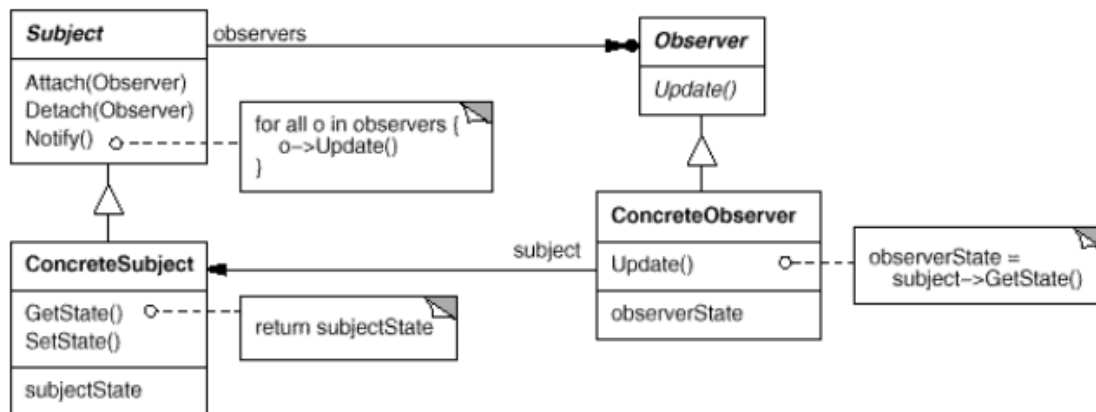 Subject
Attach(Observer)
Detach(Observer)
Notify()
observers
Observer
Update()
for all o in observers {
o->Update()
}
ConcreteSubject
GetState()
SetState()
subjectState
return subjectState
subject
ConcreteObserver
Update()
observerState
observerState =
subject->GetState()